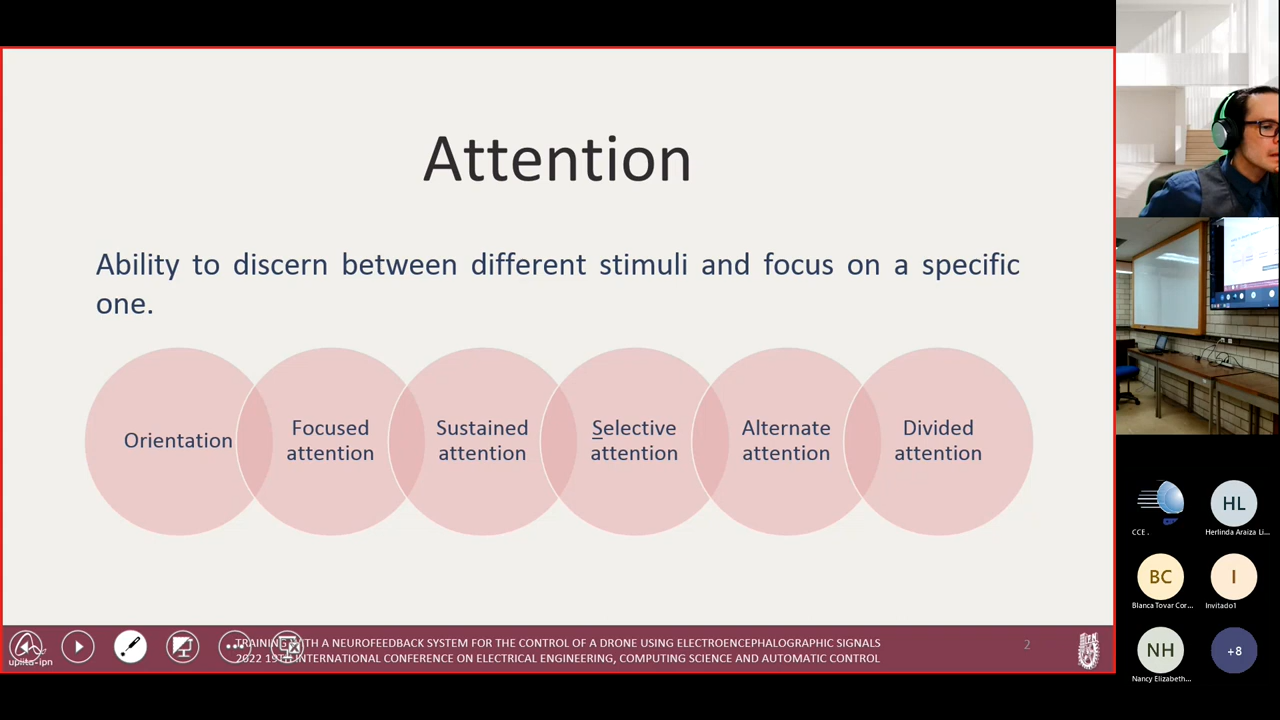 Attention
Ability to discern between different stimuli and focus on a specific
one.
Orientation
Focused
attention
Sustained
attention
Selective
attention
Alternate
attention
Divided
attention
TRAINING WITH A NEUROFEEDBACK SYSTEM FOR THE CONTROL OF A DRONE USING ELECTROENCEPHALOGRAPHIC SIGNALS
2022 19TH INTERNATIONAL CONFERENCE ON ELECTRICAL ENGINEERING, COMPUTING SCIENCE AND AUTOMATIC CONTROL
2
upiita-ipn
CCE .
HL
Herlinda Araiza Li...
BC
Blanca Tovar Cor...
I
Invitado1
NH
Nancy Elizabeth...
+8